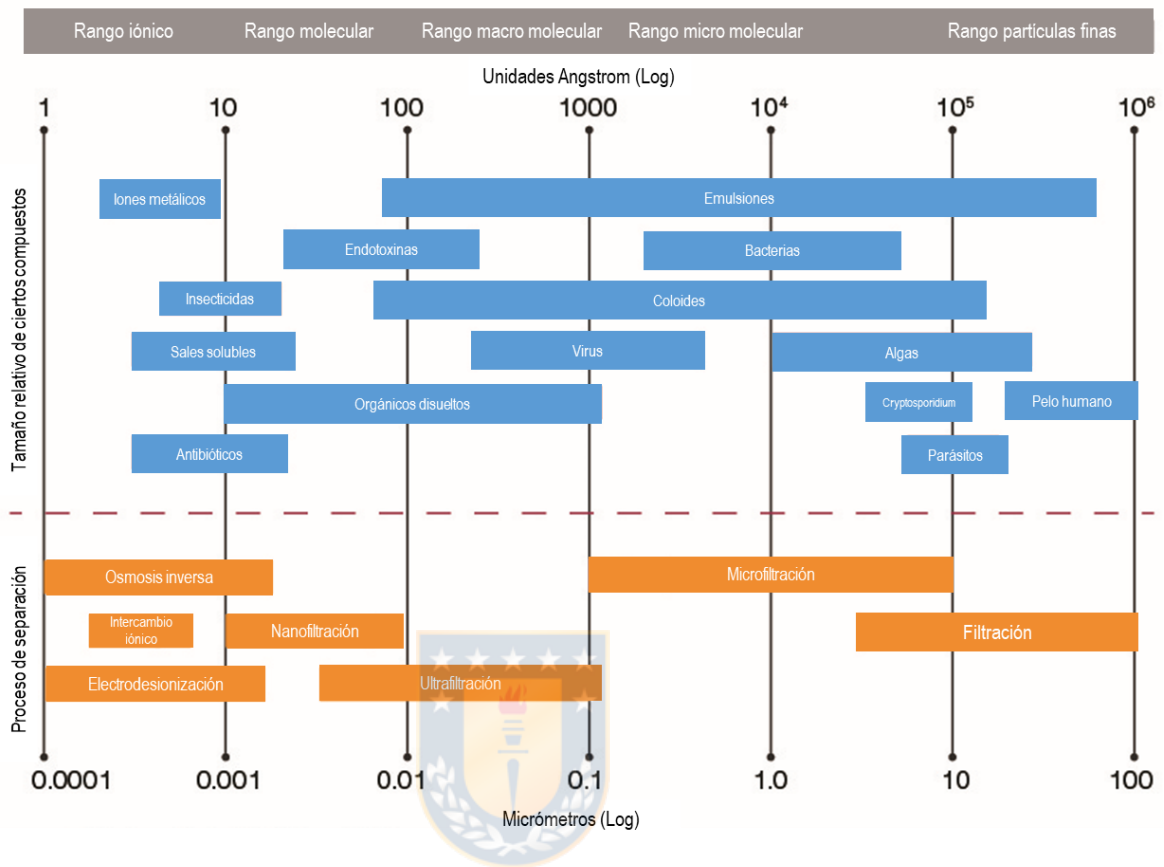 Rango iónico
Rango molecular
Rango macro molecular
Rango micro molecular
Rango partículas finas
Unidades Angstrom (Log)
1
10
100
1000
10⁴
10⁵
10⁶
Tamaño relativo de ciertos compuestos
Iones metálicos
Emulsiones
Endotoxinas
Bacterias
Insecticidas
Coloides
Sales solubles
Virus
Algas
Orgánicos disueltos
Cryptosporidium
Pelo humano
Antibióticos
Parásitos
Proceso de separación
Osmosis inversa
Microfiltración
Intercambio
iónico
Nanofiltración
Filtración
Electrodesionización
Ultrafiltración
0.0001
0.001
0.01
0.1
1.0
10
100
Micrómetros (Log)